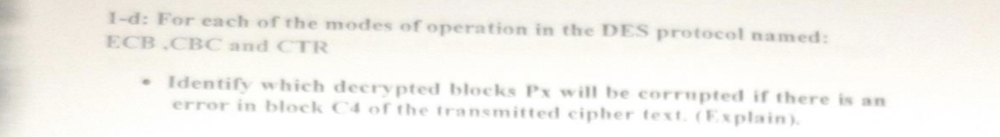 1-d: For each of the modes of operation in the DES protocol named:
ECB ,CBC and CTR
• Identify which decrypted blocks Px will be corrupted if there is an
error in block C4 of the transmitted cipher text. (Explain).